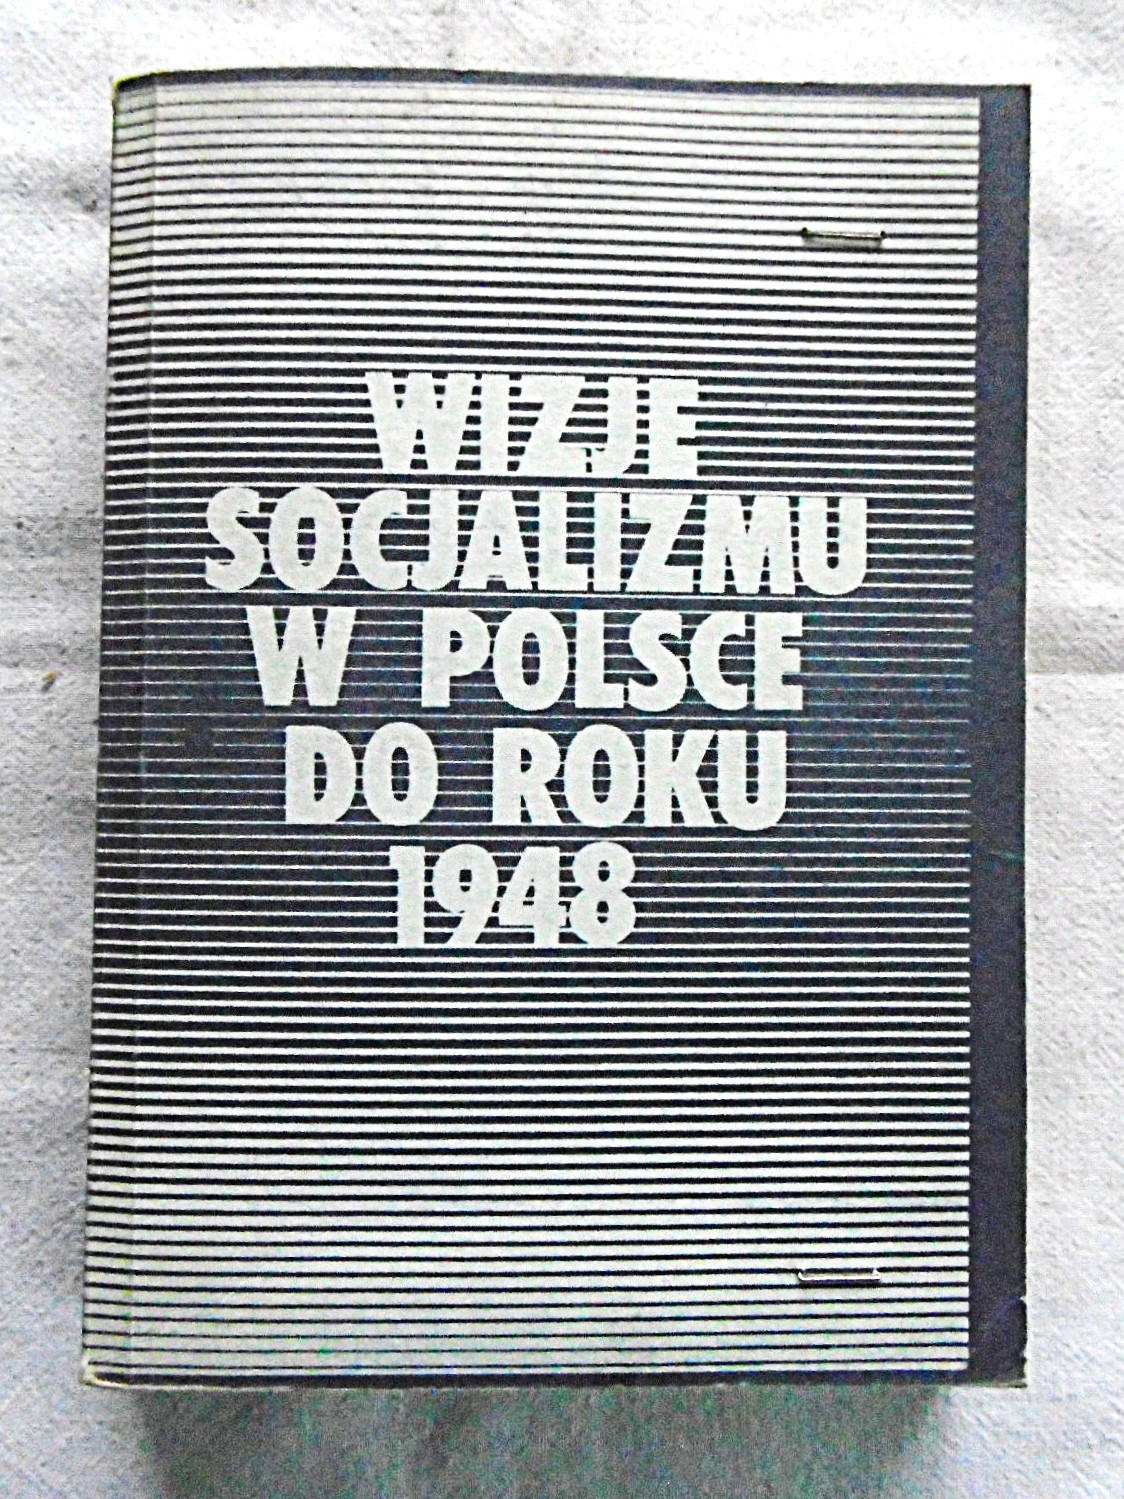 WIZJE
SOCJALIZMU
W POLSCE
DO ROKU
1948